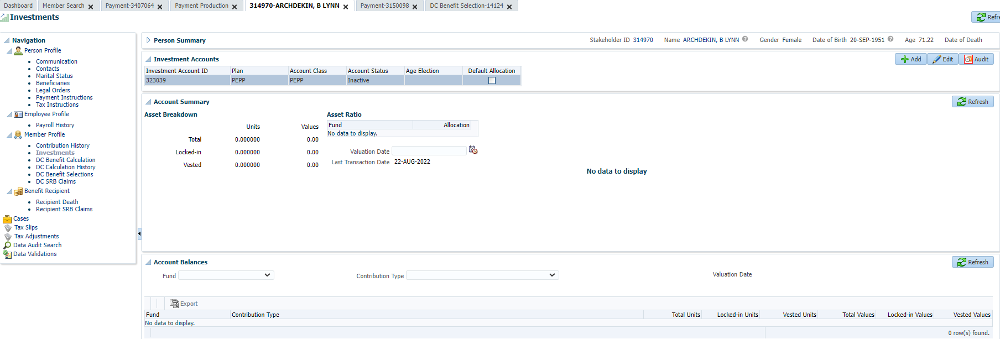 Dashboard Member Search Payment-3407064 Payment Production 314970-ARCHDEKIN, B LYNN Payment-3150098 DC Benefit Selection-14124
Investments
Refre
Navigation
Person Profile
Communication
Contacts
Marital Status
Beneficiaries
Legal Orders
Payment Instructions
Tax Instructions
Employee Profile
Payroll History
Member Profile
Contribution History
Investments
DC Benefit Calculation
DC Calculation History
DC Benefit Selections
DC SRB Claims
Benefit Recipient
Recipient Death
Recipient SRB Claims
Cases
Tax Slips
Tax Adjustments
Data Audit Search
Data Validations
Person Summary Stakeholder ID 314970 Name ARCHDEKIN, B LYNN Gender Female Date of Birth 20-SEP-1951 Age 71.22 Date of Death
Investment Accounts Add Edit Audit
Investment Account ID Plan Account Class Account Status Age Election Default Allocation
323039 PEPP PEPP Inactive
Account Summary Refresh
Asset Breakdown
Units Values
Total 0.000000 0.00
Locked-in 0.000000 0.00
Vested 0.000000 0.00
Asset Ratio
Fund Allocation
No data to display.
Valuation Date
Last Transaction Date 22-AUG-2022
No data to display
Account Balances Refresh
Fund Contribution Type Valuation Date
Export
Fund Contribution Type Total Units Locked-in Units Vested Units Total Values Locked-in Values Vested Values
No data to display.
0 row(s) found.